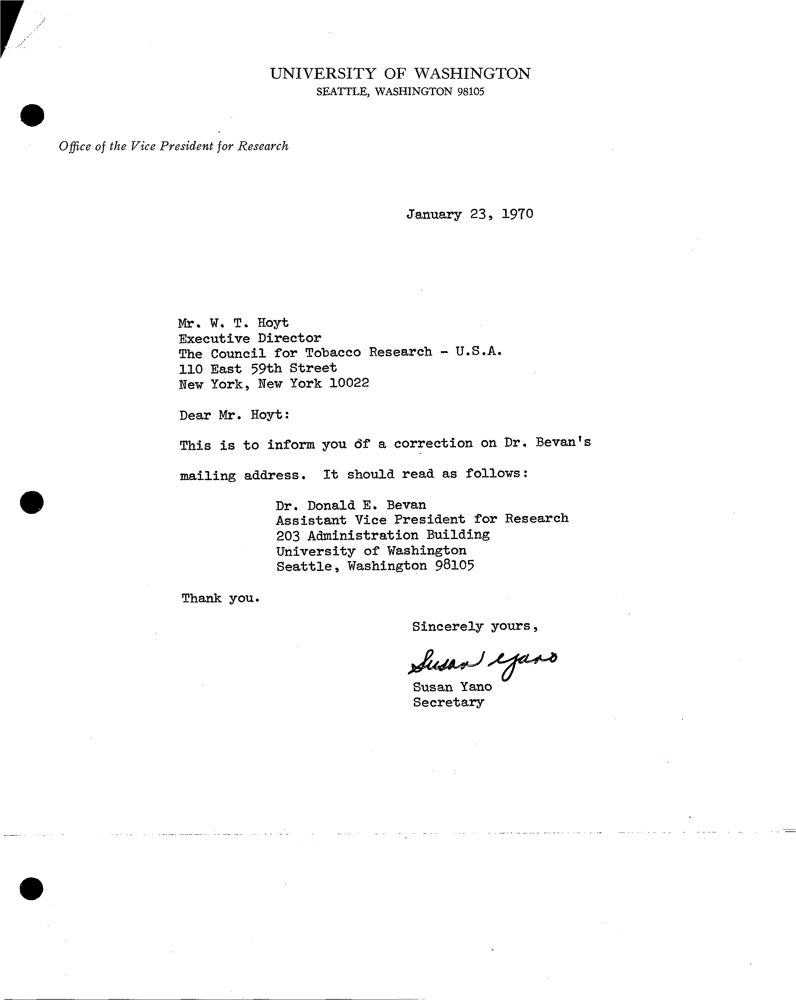 UNIVERSITY OF WASHINGTON
SEATTLE, WASHINGTON 98105
Office of the Vice President for Research
January 23, 1970
Mr. W. T. Hoyt
Executive Director
The Council for Tobacco Research - U.S.A.
110 East 59th Street
New York, New York 10022
Dear Mr. Hoyt:
This is to inform you of a correction on Dr. Bevan's
mailing address. It should read as follows:
Dr. Donald E. Bevan
Assistant Vice President for Research
203 Administration Building
University of Washington
Seattle, Washington 98105
Thank you.
Sincerely yours,
Susan Yano
Susan Yano
Secretary